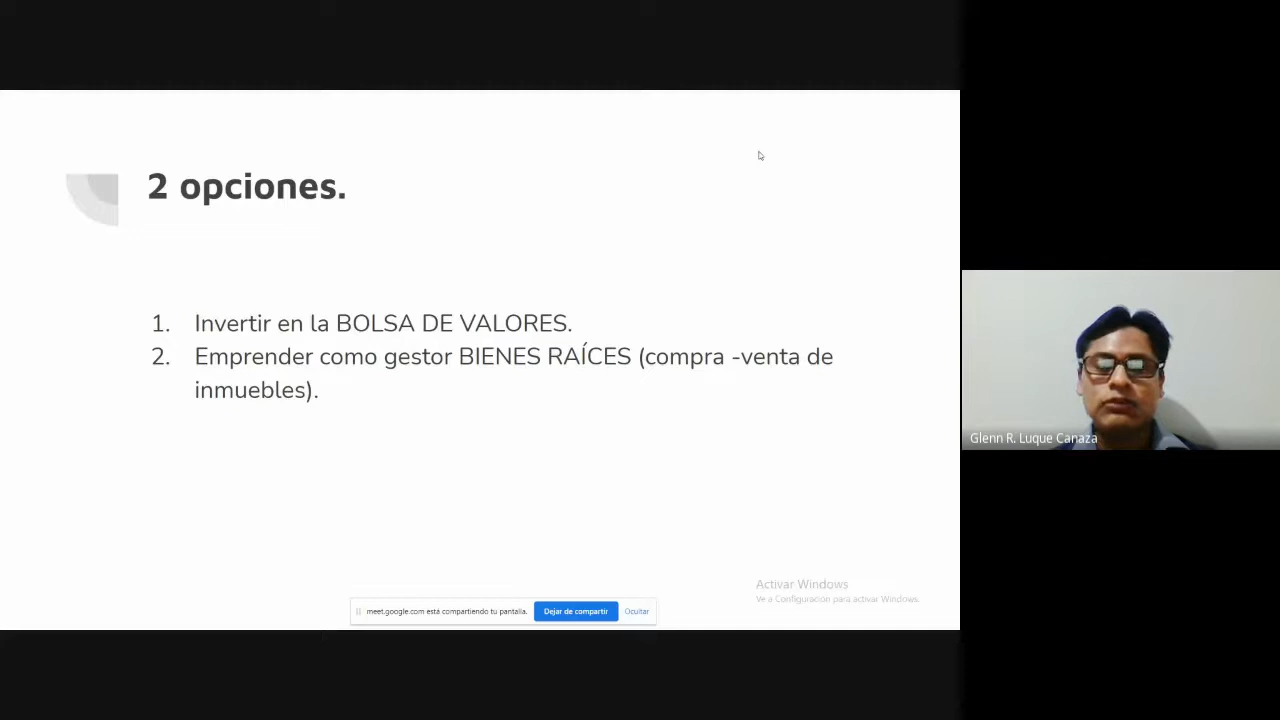 2 opciones.
1. Invertir en la BOLSA DE VALORES.
2. Emprender como gestor BIENES RAÍCES (compra -venta de
inmuebles).
Glenn R. Luque Canaza
Activar Windows
Ve a Configuración para activar Windows.
meet.google.com está compartiendo tu pantalla. Dejar de compartir Ocultar